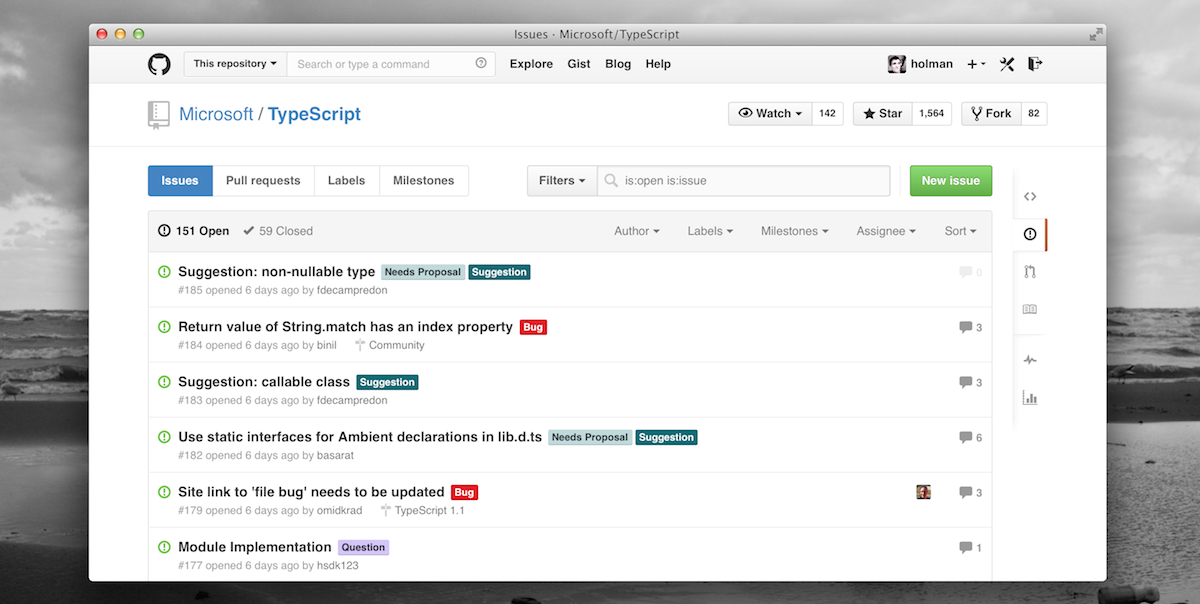 Issues · Microsoft/TypeScript
This repository Search or type a command Explore Gist Blog Help holman
Microsoft / TypeScript Watch 142 Star 1,564 Fork 82
Issues Pull requests Labels Milestones Filters is:open is:issue New issue
151 Open 59 Closed Author Labels Milestones Assignee Sort
Suggestion: non-nullable type Needs Proposal Suggestion 0
#185 opened 6 days ago by fdecampredon
Return value of String.match has an index property Bug 3
#184 opened 6 days ago by binil Community
Suggestion: callable class Suggestion 3
#183 opened 6 days ago by fdecampredon
Use static interfaces for Ambient declarations in lib.d.ts Needs Proposal Suggestion 6
#182 opened 6 days ago by basarat
Site link to 'file bug' needs to be updated Bug 3
#179 opened 6 days ago by omidkrad TypeScript 1.1
Module Implementation Question 1
#177 opened 6 days ago by hsdk123